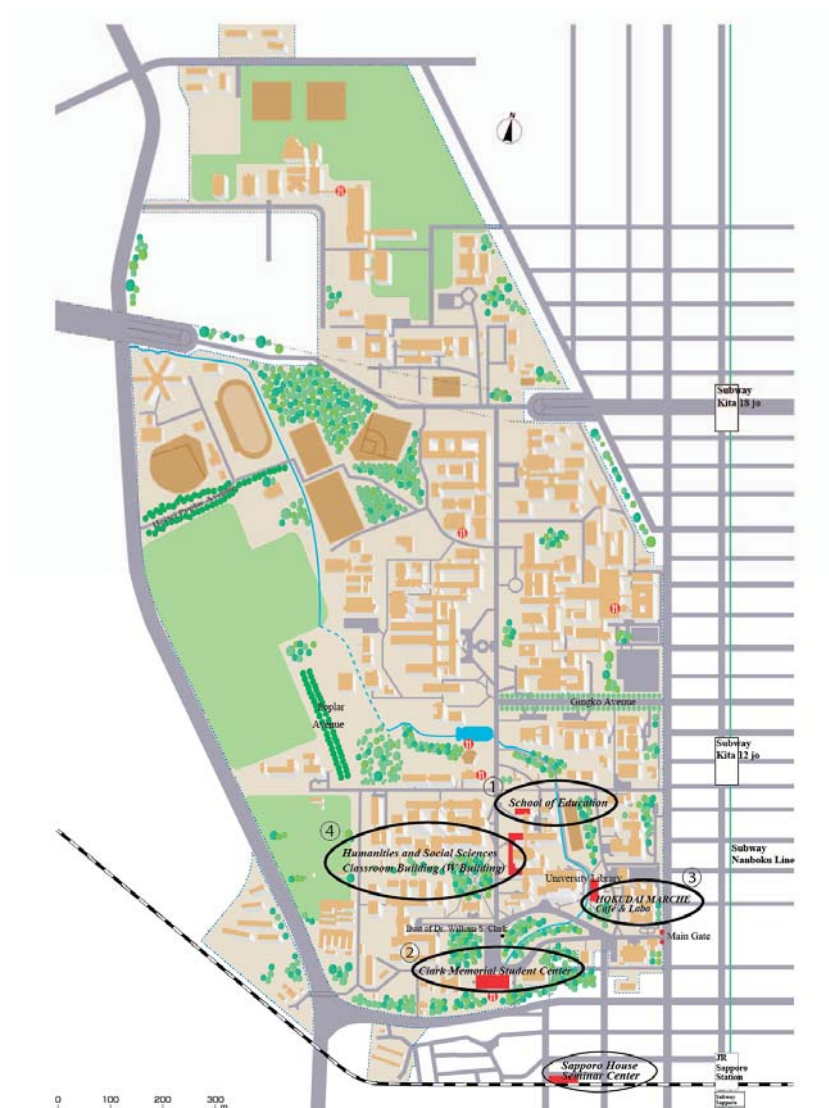 N
Subway
Kita 18 jo
Poplar
Avenue
Gingko Avenue
Subway
Kita 12 jo
①
School of Education
④
Humanities and Social Sciences
Classroom Building (W Building)
Subway
Nanboku Line
University Library
③
HOKUDAI MARCHE
Café & Labo
Bust of Dr. William S. Clark
Main Gate
②
Clark Memorial Student Center
JR
Sapporo
Station
Sapporo House
Seminar Center
Subway
Sapporo
0 100 200 300
m